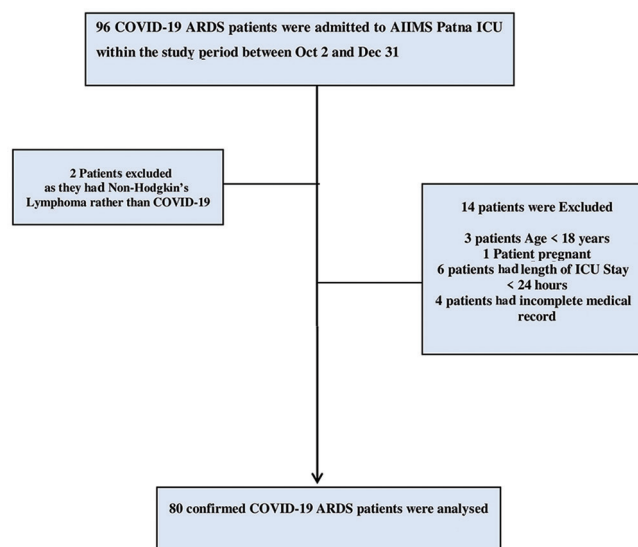 96 COVID-19 ARDS patients were admitted to AIIMS Patna ICU
within the study period between Oct 2 and Dec 31
2 Patients excluded
as they had Non-Hodgkin's
Lymphoma rather than COVID-19
14 patients were Excluded
3 patients Age < 18 years
1 Patient pregnant
6 patients had length of ICU Stay
< 24 hours
4 patients had incomplete medical
record
80 confirmed COVID-19 ARDS patients were analysed